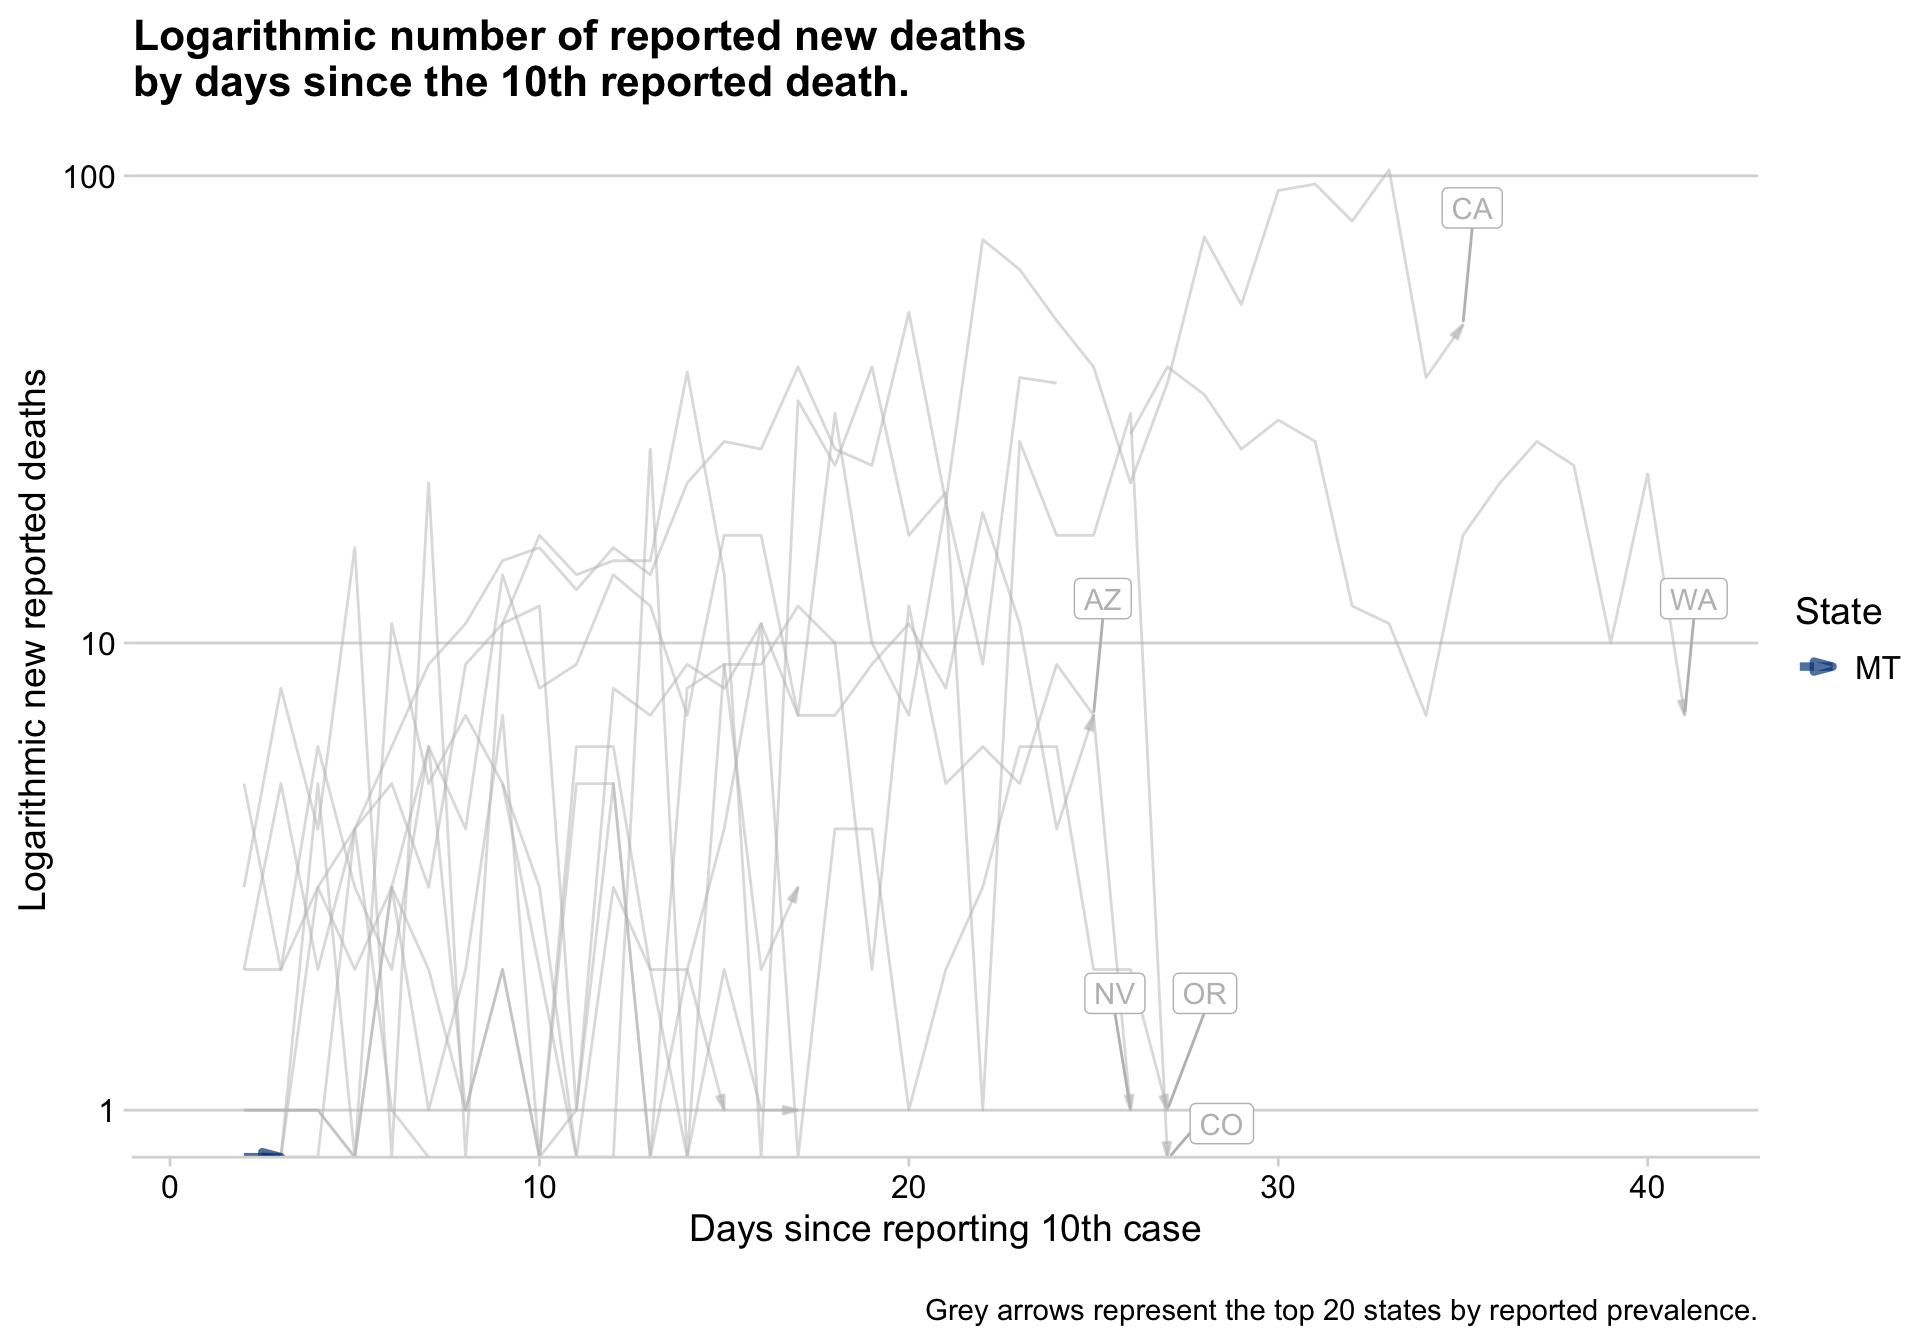 Logarithmic number of reported new deaths
by days since the 10th reported death.
100
CA
10
AZ
WA
NV
OR
1
CO
Logarithmic new reported deaths
0
10
20
30
40
Days since reporting 10th case
State
MT
Grey arrows represent the top 20 states by reported prevalence.